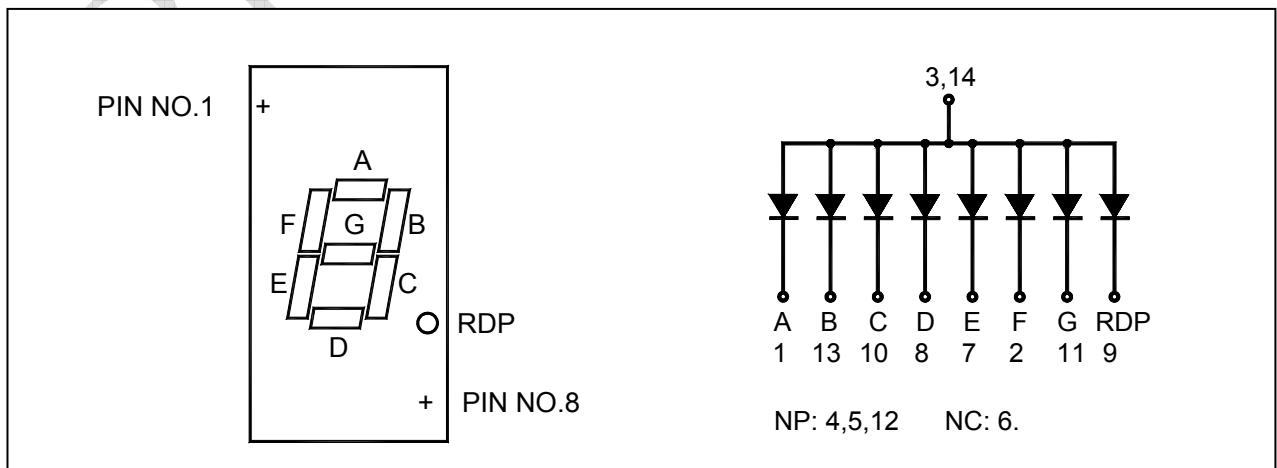 PIN NO.1 +
A
F G B
E C
RDP
D
+ PIN NO.8
3,14
A B C D E F G RDP
1 13 10 8 7 2 11 9
NP: 4,5,12 NC: 6.